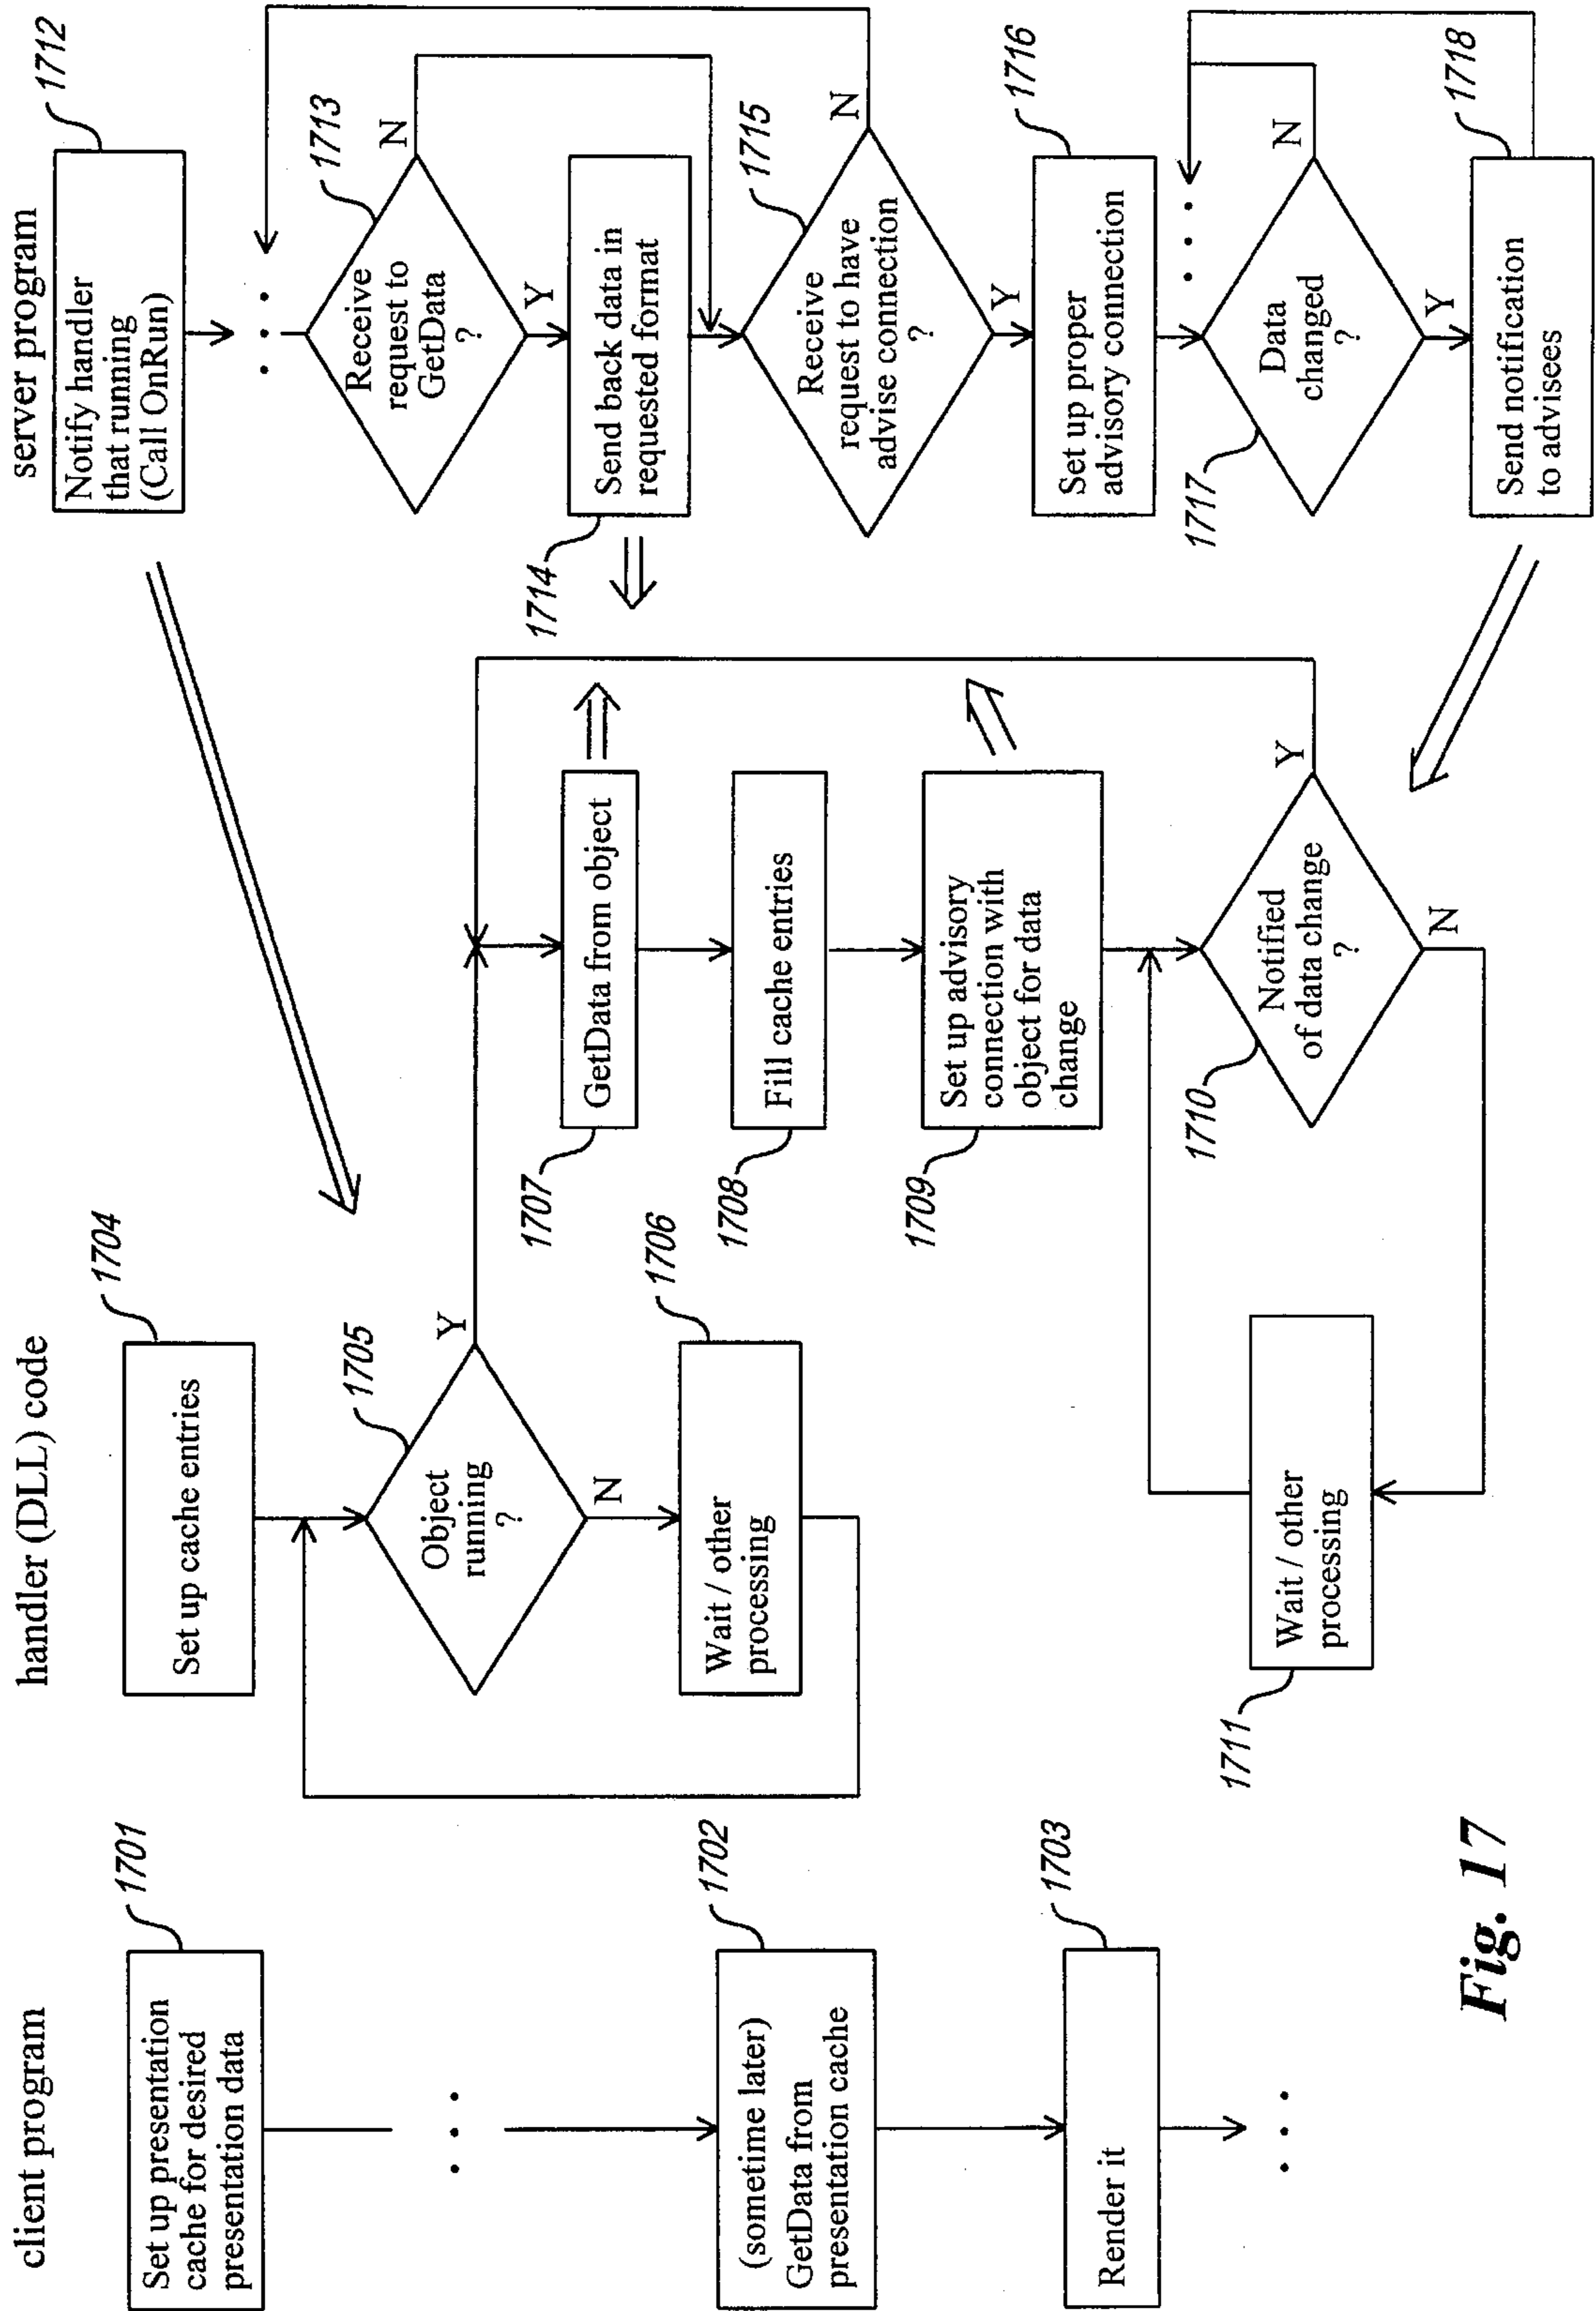 client program
1701
Set up presentation
cache for desired
presentation data
1702
(sometime later)
GetData from
presentation cache
1703
Render it
handler (DLL) code
1704
Set up cache entries
1705
Object
running
?
Y
N
1706
Wait / other
processing
1707
GetData from object
1708
Fill cache entries
1709
Set up advisory
connection with
object for data
change
1710
Notified
of data change
?
Y
N
1711
Wait / other
processing
server program
1712
Notify handler
that running
(Call OnRun)
1713
Receive
request to
GetData
?
N
Y
1714
Send back data in
requested format
1715
Receive
request to have
advise connection
?
N
Y
1716
Set up proper
advisory connection
1717
Data
changed
?
N
Y
1718
Send notification
to advisees
Fig. 17